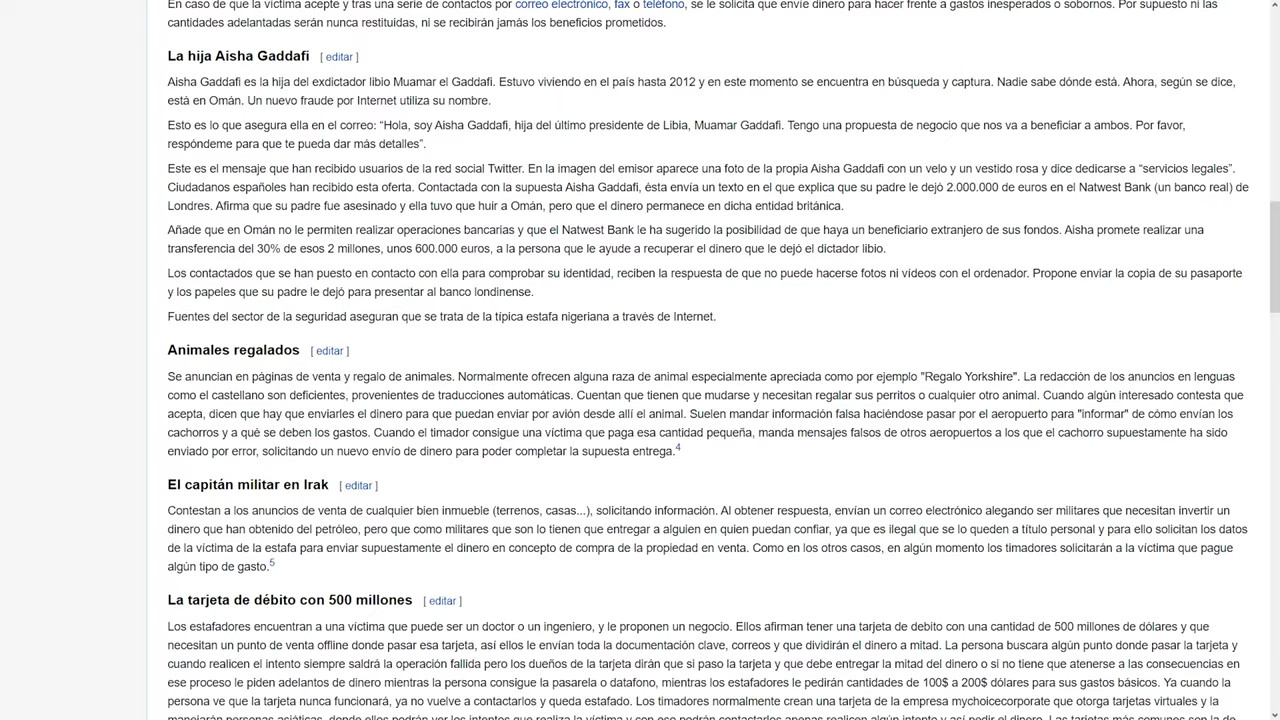 En caso de que la víctima acepte y tras una serie de contactos por correo electrónico, fax o teléfono, se le solicita que envíe dinero para hacer frente a gastos inesperados o sobornos. Por supuesto ni las
cantidades adelantadas serán nunca restituidas, ni se recibirán jamás los beneficios prometidos.
La hija Aisha Gaddafi [ editar ]
Aisha Gaddafi es la hija del exdictador libio Muamar el Gaddafi. Estuvo viviendo en el país hasta 2012 y en este momento se encuentra en búsqueda y captura. Nadie sabe dónde está. Ahora, según se dice,
está en Omán. Un nuevo fraude por Internet utiliza su nombre.
Esto es lo que asegura ella en el correo: “Hola, soy Aisha Gaddafi, hija del último presidente de Libia, Muamar Gaddafi. Tengo una propuesta de negocio que nos va a beneficiar a ambos. Por favor,
respóndeme para que te pueda dar más detalles”.
Este es el mensaje que han recibido usuarios de la red social Twitter. En la imagen del emisor aparece una foto de la propia Aisha Gaddafi con un velo y un vestido rosa y dice dedicarse a “servicios legales”.
Ciudadanos españoles han recibido esta oferta. Contactada con la supuesta Aisha Gaddafi, ésta envía un texto en el que explica que su padre le dejó 2.000.000 de euros en el Natwest Bank (un banco real) de
Londres. Afirma que su padre fue asesinado y ella tuvo que huir a Omán, pero que el dinero permanece en dicha entidad británica.
Añade que en Omán no le permiten realizar operaciones bancarias y que el Natwest Bank le ha sugerido la posibilidad de que haya un beneficiario extranjero de sus fondos. Aisha promete realizar una
transferencia del 30% de esos 2 millones, unos 600.000 euros, a la persona que le ayude a recuperar el dinero que le dejó el dictador libio.
Los contactados que se han puesto en contacto con ella para comprobar su identidad, reciben la respuesta de que no puede hacerse fotos ni vídeos con el ordenador. Propone enviar la copia de su pasaporte
y los papeles que su padre le dejó para presentar al banco londinense.
Fuentes del sector de la seguridad aseguran que se trata de la típica estafa nigeriana a través de Internet.
Animales regalados [ editar ]
Se anuncian en páginas de venta y regalo de animales. Normalmente ofrecen alguna raza de animal especialmente apreciada como por ejemplo "Regalo Yorkshire". La redacción de los anuncios en lenguas
como el castellano son deficientes, provenientes de traducciones automáticas. Cuentan que tienen que mudarse y necesitan regalar sus perritos o cualquier otro animal. Cuando algún interesado contesta que
acepta, dicen que hay que enviarles el dinero para que puedan enviar por avión desde allí el animal. Suelen mandar información falsa haciéndose pasar por el aeropuerto para "informar" de cómo envían los
cachorros y a qué se deben los gastos. Cuando el timador consigue una víctima que paga esa cantidad pequeña, manda mensajes falsos de otros aeropuertos a los que el cachorro supuestamente ha sido
enviado por error, solicitando un nuevo envío de dinero para poder completar la supuesta entrega.4
El capitán militar en Irak [ editar ]
Contestan a los anuncios de venta de cualquier bien inmueble (terrenos, casas...), solicitando información. Al obtener respuesta, envían un correo electrónico alegando ser militares que necesitan invertir un
dinero que han obtenido del petróleo, pero que como militares que son lo tienen que entregar a alguien en quien puedan confiar, ya que es ilegal que se lo queden a título personal y para ello solicitan los datos
de la víctima de la estafa para enviar supuestamente el dinero en concepto de compra de la propiedad en venta. Como en los otros casos, en algún momento los timadores solicitarán a la víctima que pague
algún tipo de gasto.5
La tarjeta de débito con 500 millones [ editar ]
Los estafadores encuentran a una víctima que puede ser un doctor o un ingeniero, y le proponen un negocio. Ellos afirman tener una tarjeta de debito con una cantidad de 500 millones de dólares y que
necesitan un punto de venta offline donde pasar esa tarjeta, así ellos le envían toda la documentación clave, correos y que dividirán el dinero a mitad. La persona buscara algún punto donde pasar la tarjeta y
cuando realicen el intento siempre saldrá la operación fallida pero los dueños de la tarjeta dirán que si paso la tarjeta y que debe entregar la mitad del dinero o si no tiene que atenerse a las consecuencias en
ese proceso le piden adelantos de dinero mientras la persona consigue la pasarela o datafono, mientras los estafadores le pedirán cantidades de 100$ a 200$ dólares para sus gastos básicos. Ya cuando la
persona ve que la tarjeta nunca funcionará, ya no vuelve a contactarlos y queda estafado. Los timadores normalmente crean una tarjeta de la empresa mychoicecorporate que otorga tarjetas virtuales y la
manejarán personas asiáticas, donde ellos podrán ver los intentos que realiza la víctima y con eso podrán contactarlos apenas realicen algún intento y así pedir el dinero. Las tarjetas más comunes son la de